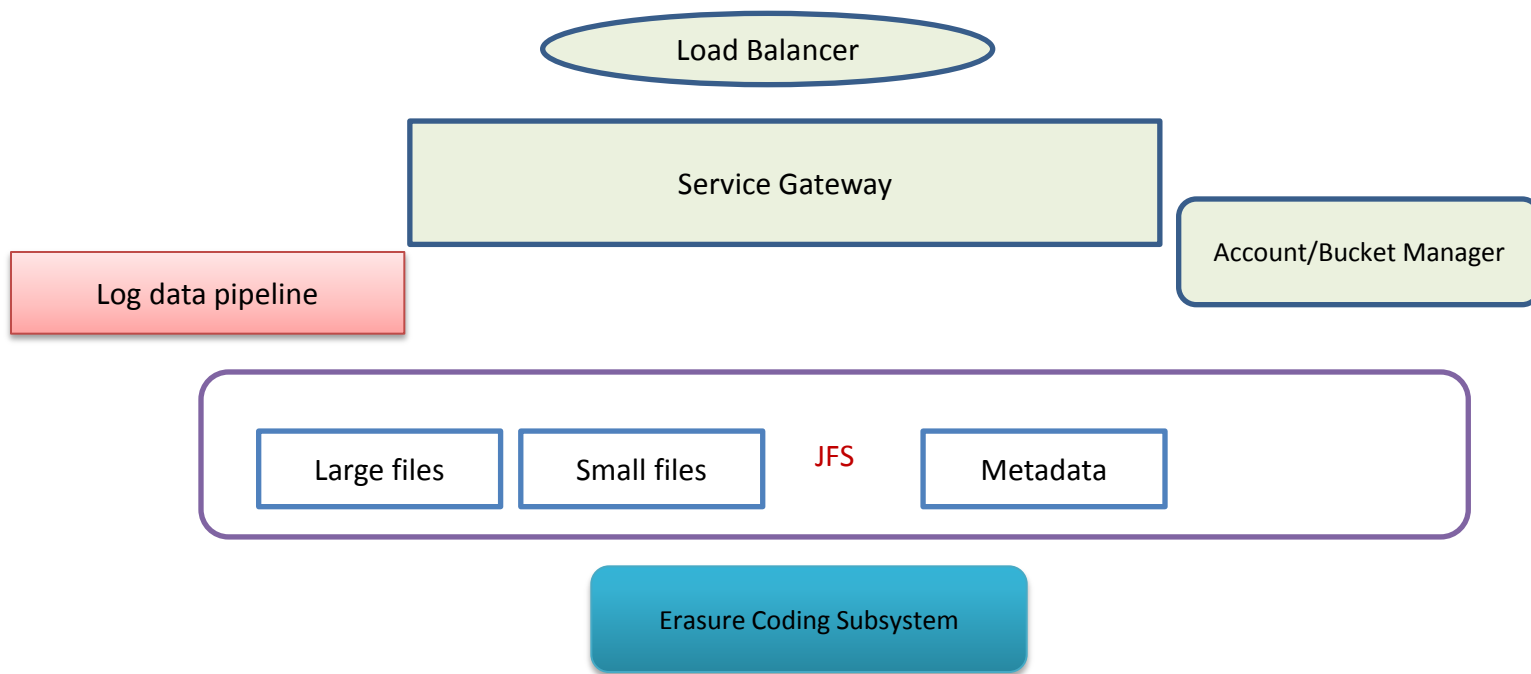 Load Balancer
Service Gateway
Account/Bucket Manager
Log data pipeline
Large files
Small files
JFS
Metadata
Erasure Coding Subsystem